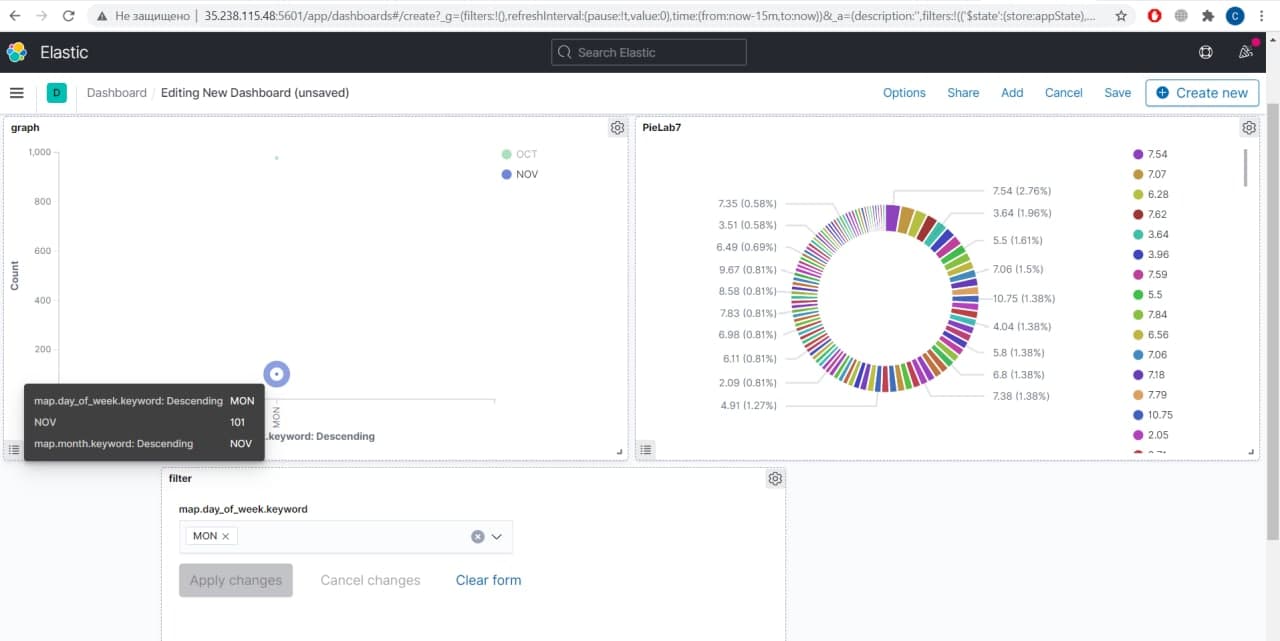 Не защищено | 35.238.115.48:5601/app/dashboards#/create?_g=(filters:!(),refreshInterval:(pause:!t,value:0),time:(from:now-15m,to:now))&_a=(description:'',filters:!(('$state':(store:appState),...
C
Elastic
Search Elastic
D
Dashboard / Editing New Dashboard (unsaved)
Options
Share
Add
Cancel
Save
Create new
graph
1,000
800
600
400
200
Count
OCT
NOV
MON
.keyword: Descending
map.day_of_week.keyword: Descending MON
NOV 101
map.month.keyword: Descending NOV
PieLab7
7.35 (0.58%)
3.51 (0.58%)
6.49 (0.69%)
9.67 (0.81%)
8.58 (0.81%)
7.83 (0.81%)
6.98 (0.81%)
6.11 (0.81%)
2.09 (0.81%)
4.91 (1.27%)
7.54 (2.76%)
3.64 (1.96%)
5.5 (1.61%)
7.06 (1.5%)
10.75 (1.38%)
4.04 (1.38%)
5.8 (1.38%)
6.8 (1.38%)
7.38 (1.38%)
7.54
7.07
6.28
7.62
3.64
3.96
7.59
5.5
7.84
6.56
7.06
7.18
7.79
10.75
2.05
filter
map.day_of_week.keyword
MON
Apply changes
Cancel changes
Clear form